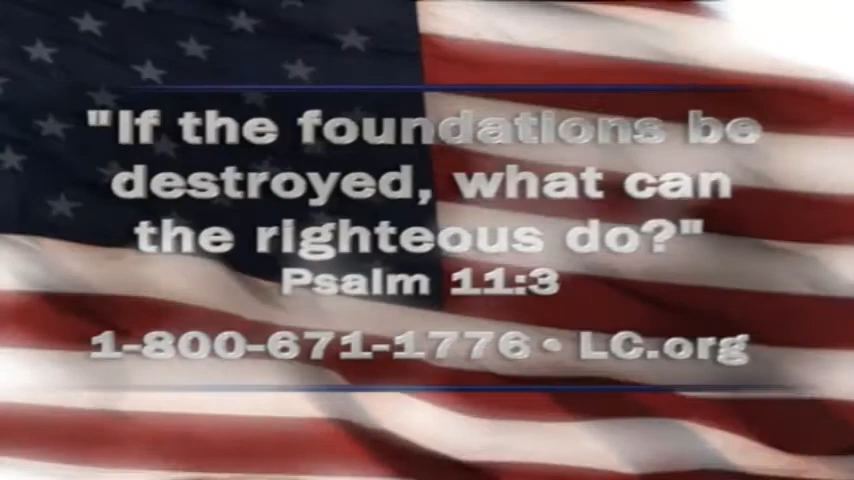 "If the foundations be
destroyed, what can
the righteous do?"
Psalm 11:3
1-800-671-1776 • LC.org